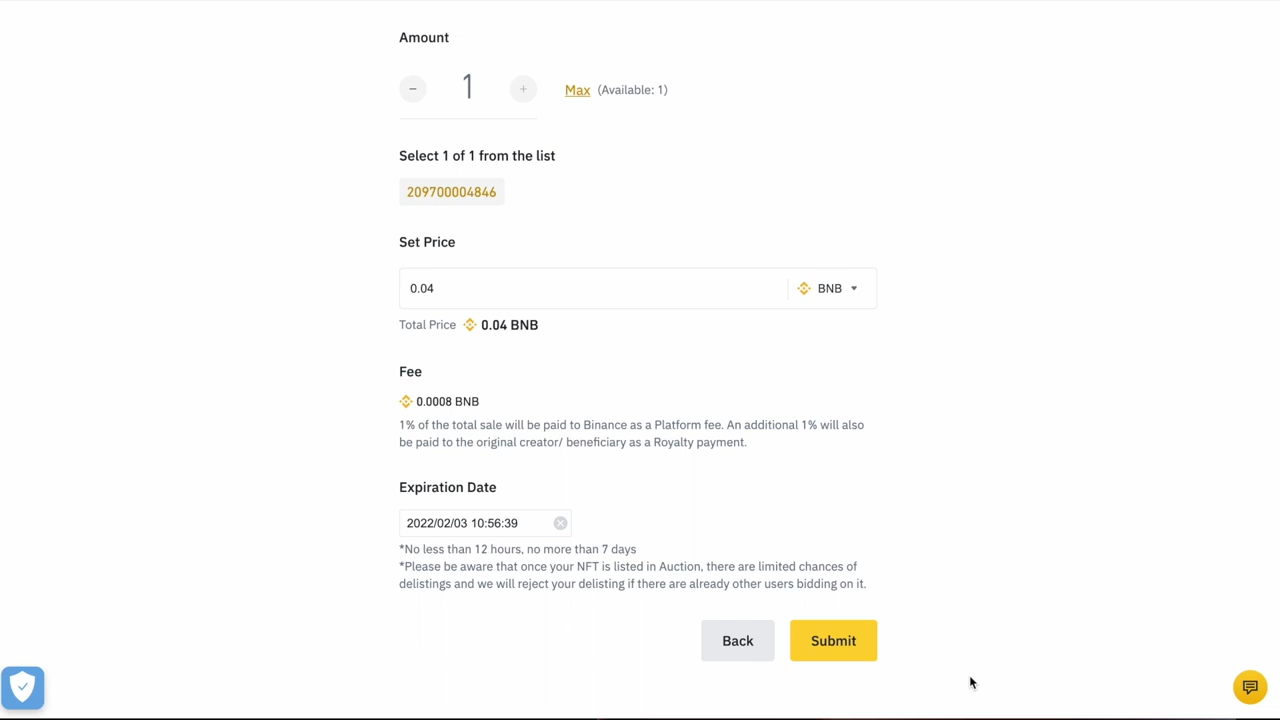 Amount
− 1 + Max (Available: 1)
Select 1 of 1 from the list
209700004846
Set Price
0.04 BNB
Total Price 0.04 BNB
Fee
0.0008 BNB
1% of the total sale will be paid to Binance as a Platform fee. An additional 1% will also
be paid to the original creator/ beneficiary as a Royalty payment.
Expiration Date
2022/02/03 10:56:39
*No less than 12 hours, no more than 7 days
*Please be aware that once your NFT is listed in Auction, there are limited chances of
delistings and we will reject your delisting if there are already other users bidding on it.
Back Submit